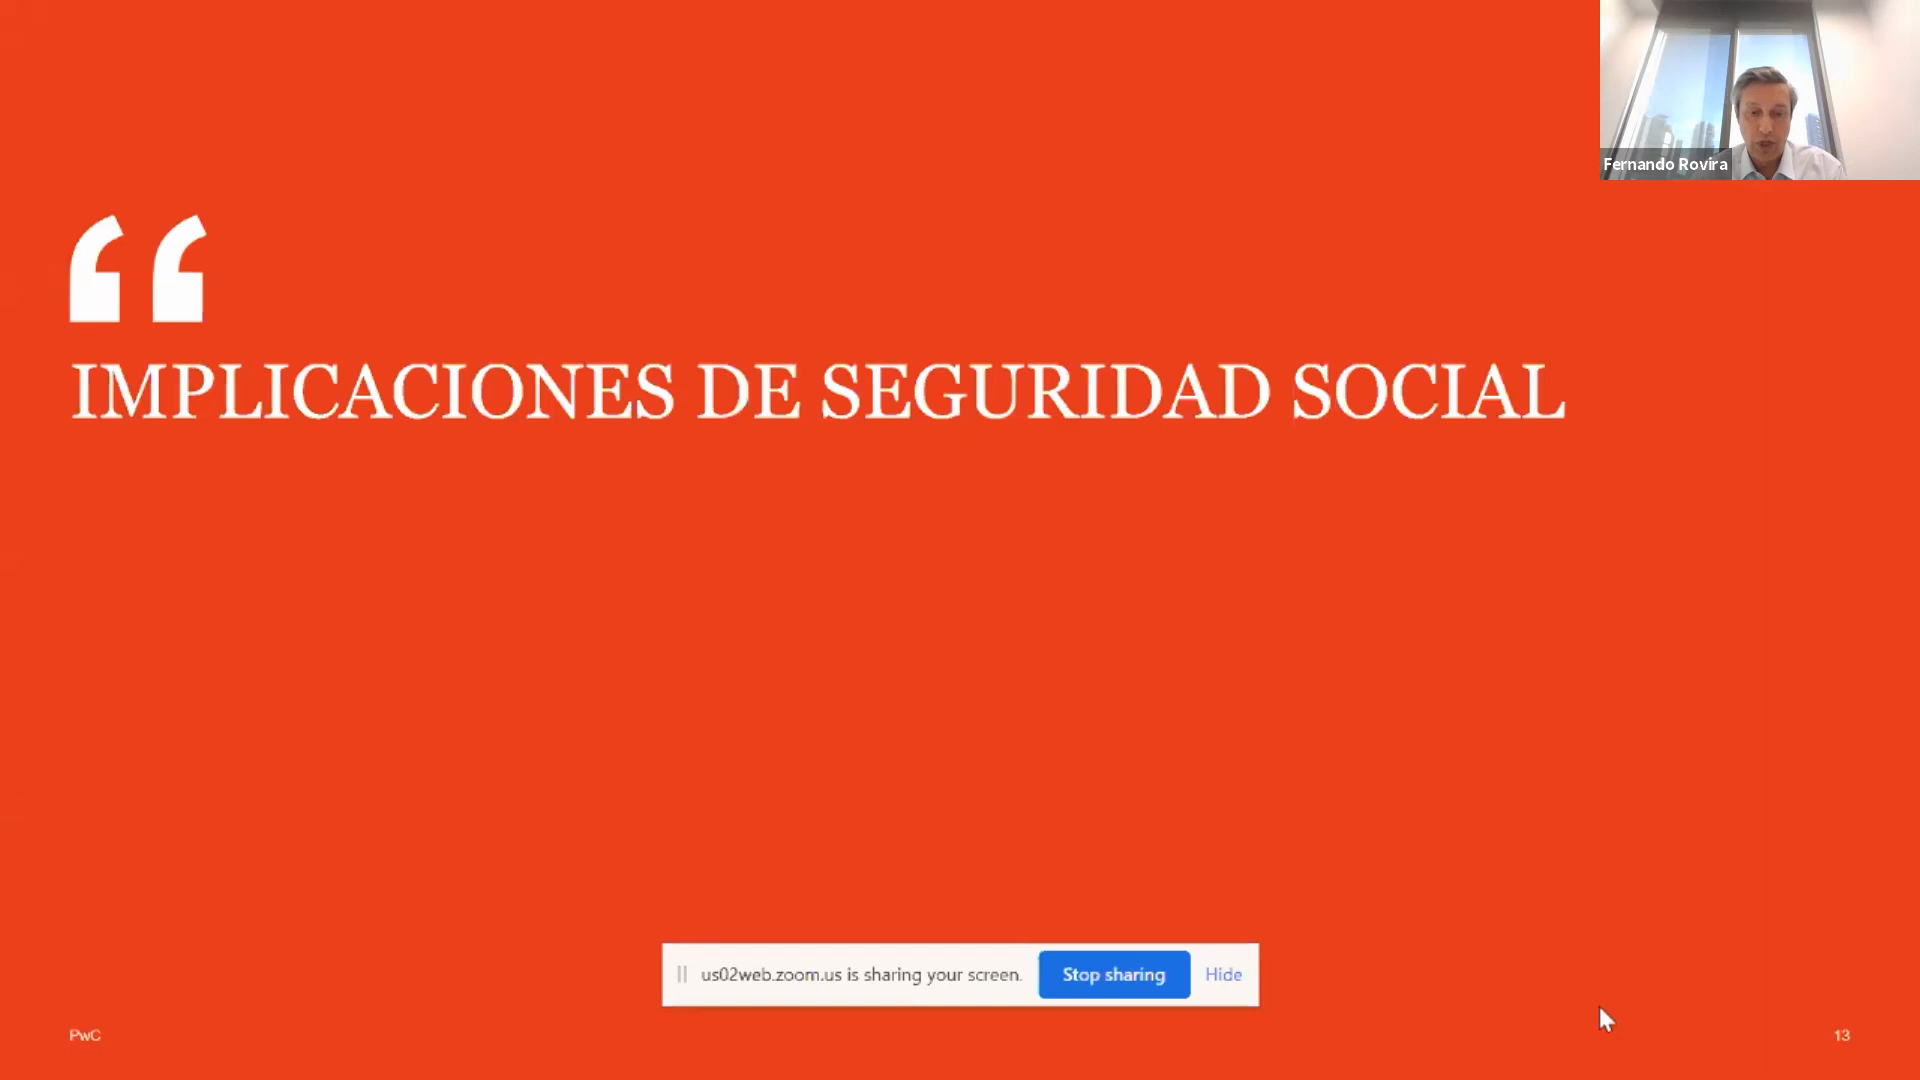 Fernando Rovira
“
IMPLICACIONES DE SEGURIDAD SOCIAL
us02web.zoom.us is sharing your screen. Stop sharing Hide
PwC 13